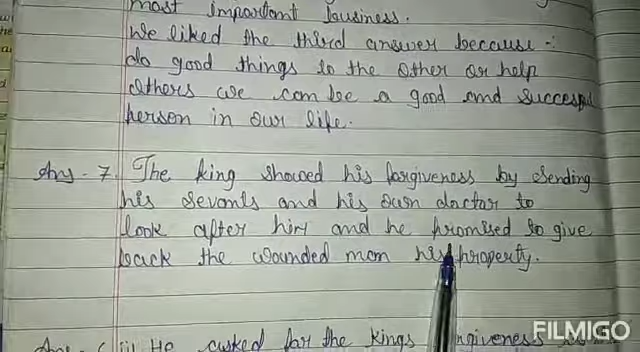 most important business.
We liked the third answer because :-
do good things to the other or help
others we can be a good and succesful
person in our life.
Ans - 7. The king showed his forgiveness by sending
his sevants and his own doctor to
look after him and he promised to give
back the wounded man his property.
He asked for the kings forgiveness
FILMIGO